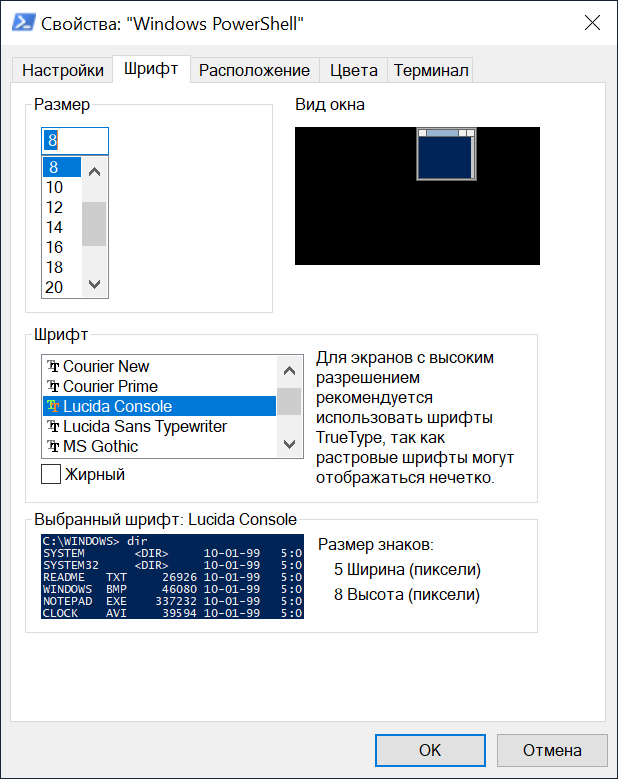 Свойства: "Windows PowerShell"
Настройки Шрифт Расположение Цвета Терминал
Размер
8
8
10
12
14
16
18
20
Вид окна
Шрифт
Courier New
Courier Prime
Lucida Console
Lucida Sans Typewriter
MS Gothic
Жирный
Для экранов с высоким
разрешением
рекомендуется
использовать шрифты
TrueType, так как
растровые шрифты могут
отображаться нечетко.
Выбранный шрифт: Lucida Console
C:\WINDOWS> dir
SYSTEM <DIR> 10-01-99 5:0
SYSTEM32 <DIR> 10-01-99 5:0
README TXT 26926 10-01-99 5:0
WINDOWS BMP 46080 10-01-99 5:0
NOTEPAD EXE 337232 10-01-99 5:0
CLOCK AVI 39594 10-01-99 5:0
Размер знаков:
5 Ширина (пиксели)
8 Высота (пиксели)
OK Отмена